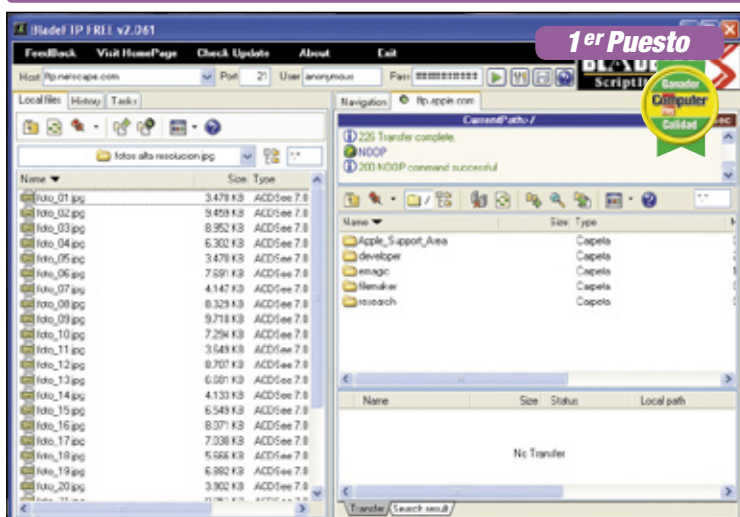 1er Puesto
BladeFTP FREE v2.061
FeedBack Visit HomePage Check Update About Exit
Host ftp.netscape.com Port 21 User anonymous Pass
Script
Ganador
Computer
Calidad
Local files History Tasks
Navigation ftp.apple.com
CurrentPath> /
226 Transfer complete.
NOOP
200 NOOP command successful
fotos alta resolucion jpg
Name Size Type
foto_01.jpg 3.478 KB ACDSee 7.0
foto_02.jpg 9.459 KB ACDSee 7.0
foto_03.jpg 8.952 KB ACDSee 7.0
foto_04.jpg 6.302 KB ACDSee 7.0
foto_05.jpg 3.478 KB ACDSee 7.0
foto_06.jpg 7.691 KB ACDSee 7.0
foto_07.jpg 4.147 KB ACDSee 7.0
foto_08.jpg 8.329 KB ACDSee 7.0
foto_09.jpg 9.718 KB ACDSee 7.0
foto_10.jpg 7.294 KB ACDSee 7.0
foto_11.jpg 3.649 KB ACDSee 7.0
foto_12.jpg 8.707 KB ACDSee 7.0
foto_13.jpg 6.681 KB ACDSee 7.0
foto_14.jpg 4.133 KB ACDSee 7.0
foto_15.jpg 6.549 KB ACDSee 7.0
foto_16.jpg 8.071 KB ACDSee 7.0
foto_17.jpg 7.038 KB ACDSee 7.0
foto_18.jpg 5.666 KB ACDSee 7.0
foto_19.jpg 6.982 KB ACDSee 7.0
foto_20.jpg 3.902 KB ACDSee 7.0
Name Size Type
Apple_Support_Area Carpeta
developer Carpeta
emagic Carpeta
filemaker Carpeta
research Carpeta
Name Size Status Local path
No Transfer
Transfer Search result